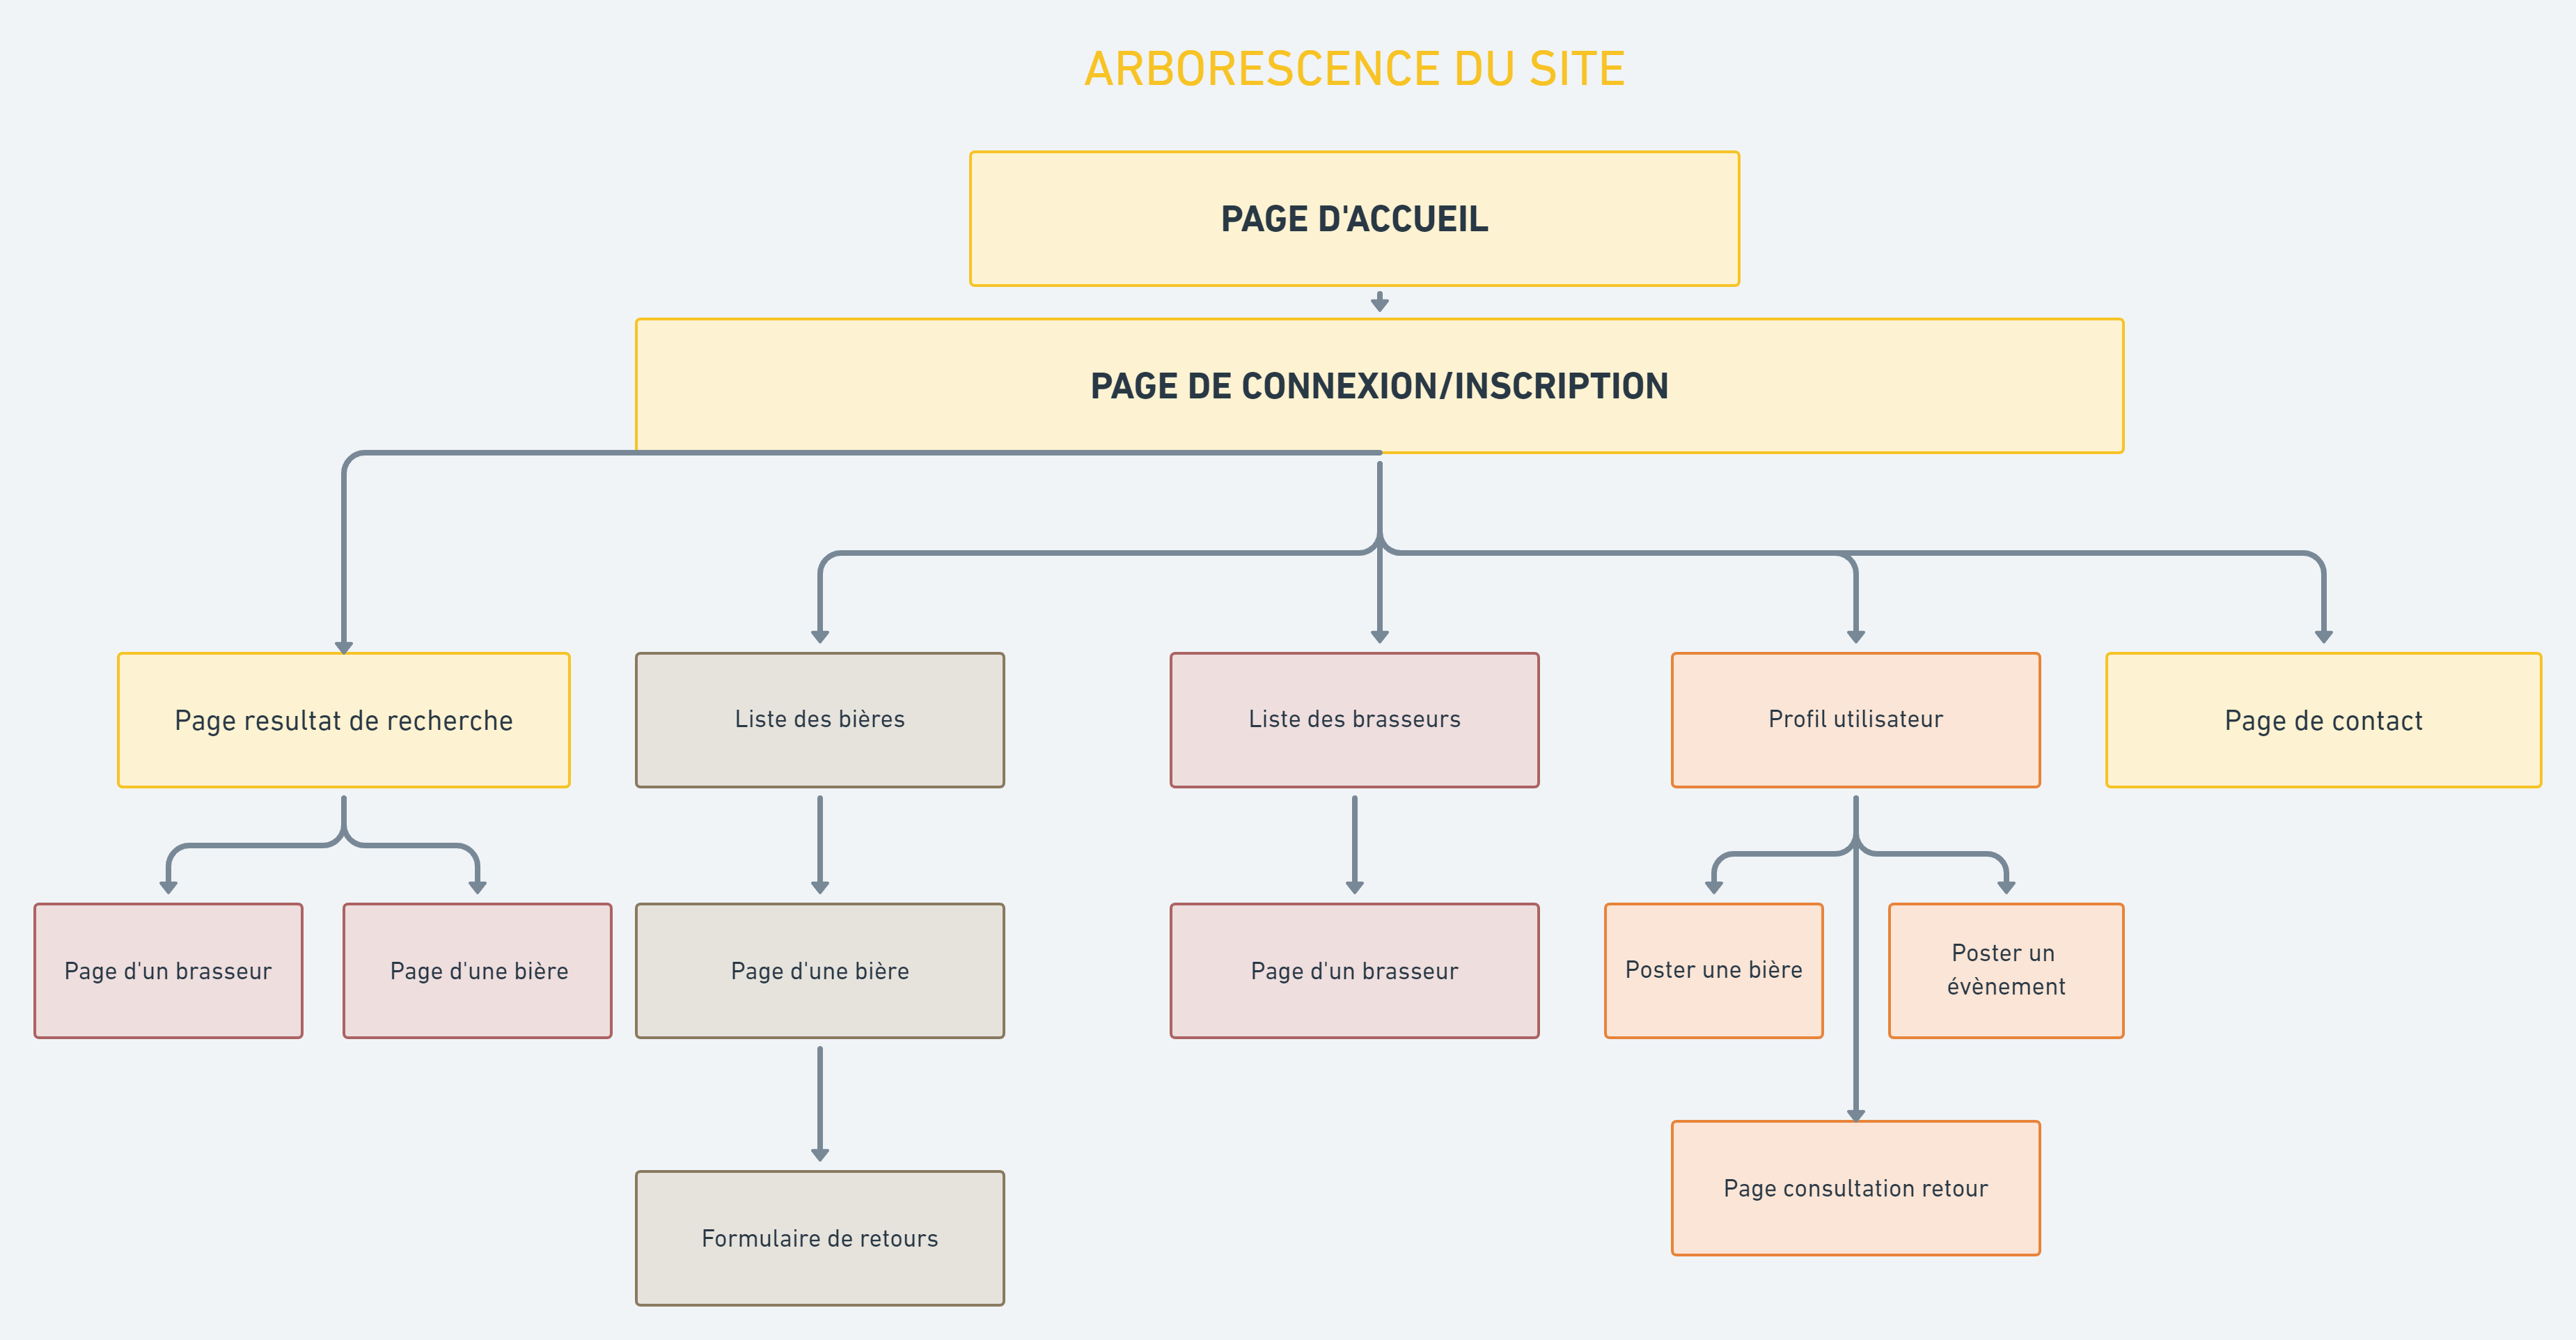 ARBORESCENCE DU SITE
PAGE D'ACCUEIL
PAGE DE CONNEXION/INSCRIPTION
Page resultat de recherche
Liste des bières
Liste des brasseurs
Profil utilisateur
Page de contact
Page d'un brasseur
Page d'une bière
Page d'une bière
Page d'un brasseur
Poster une bière
Poster un
évènement
Page consultation retour
Formulaire de retours